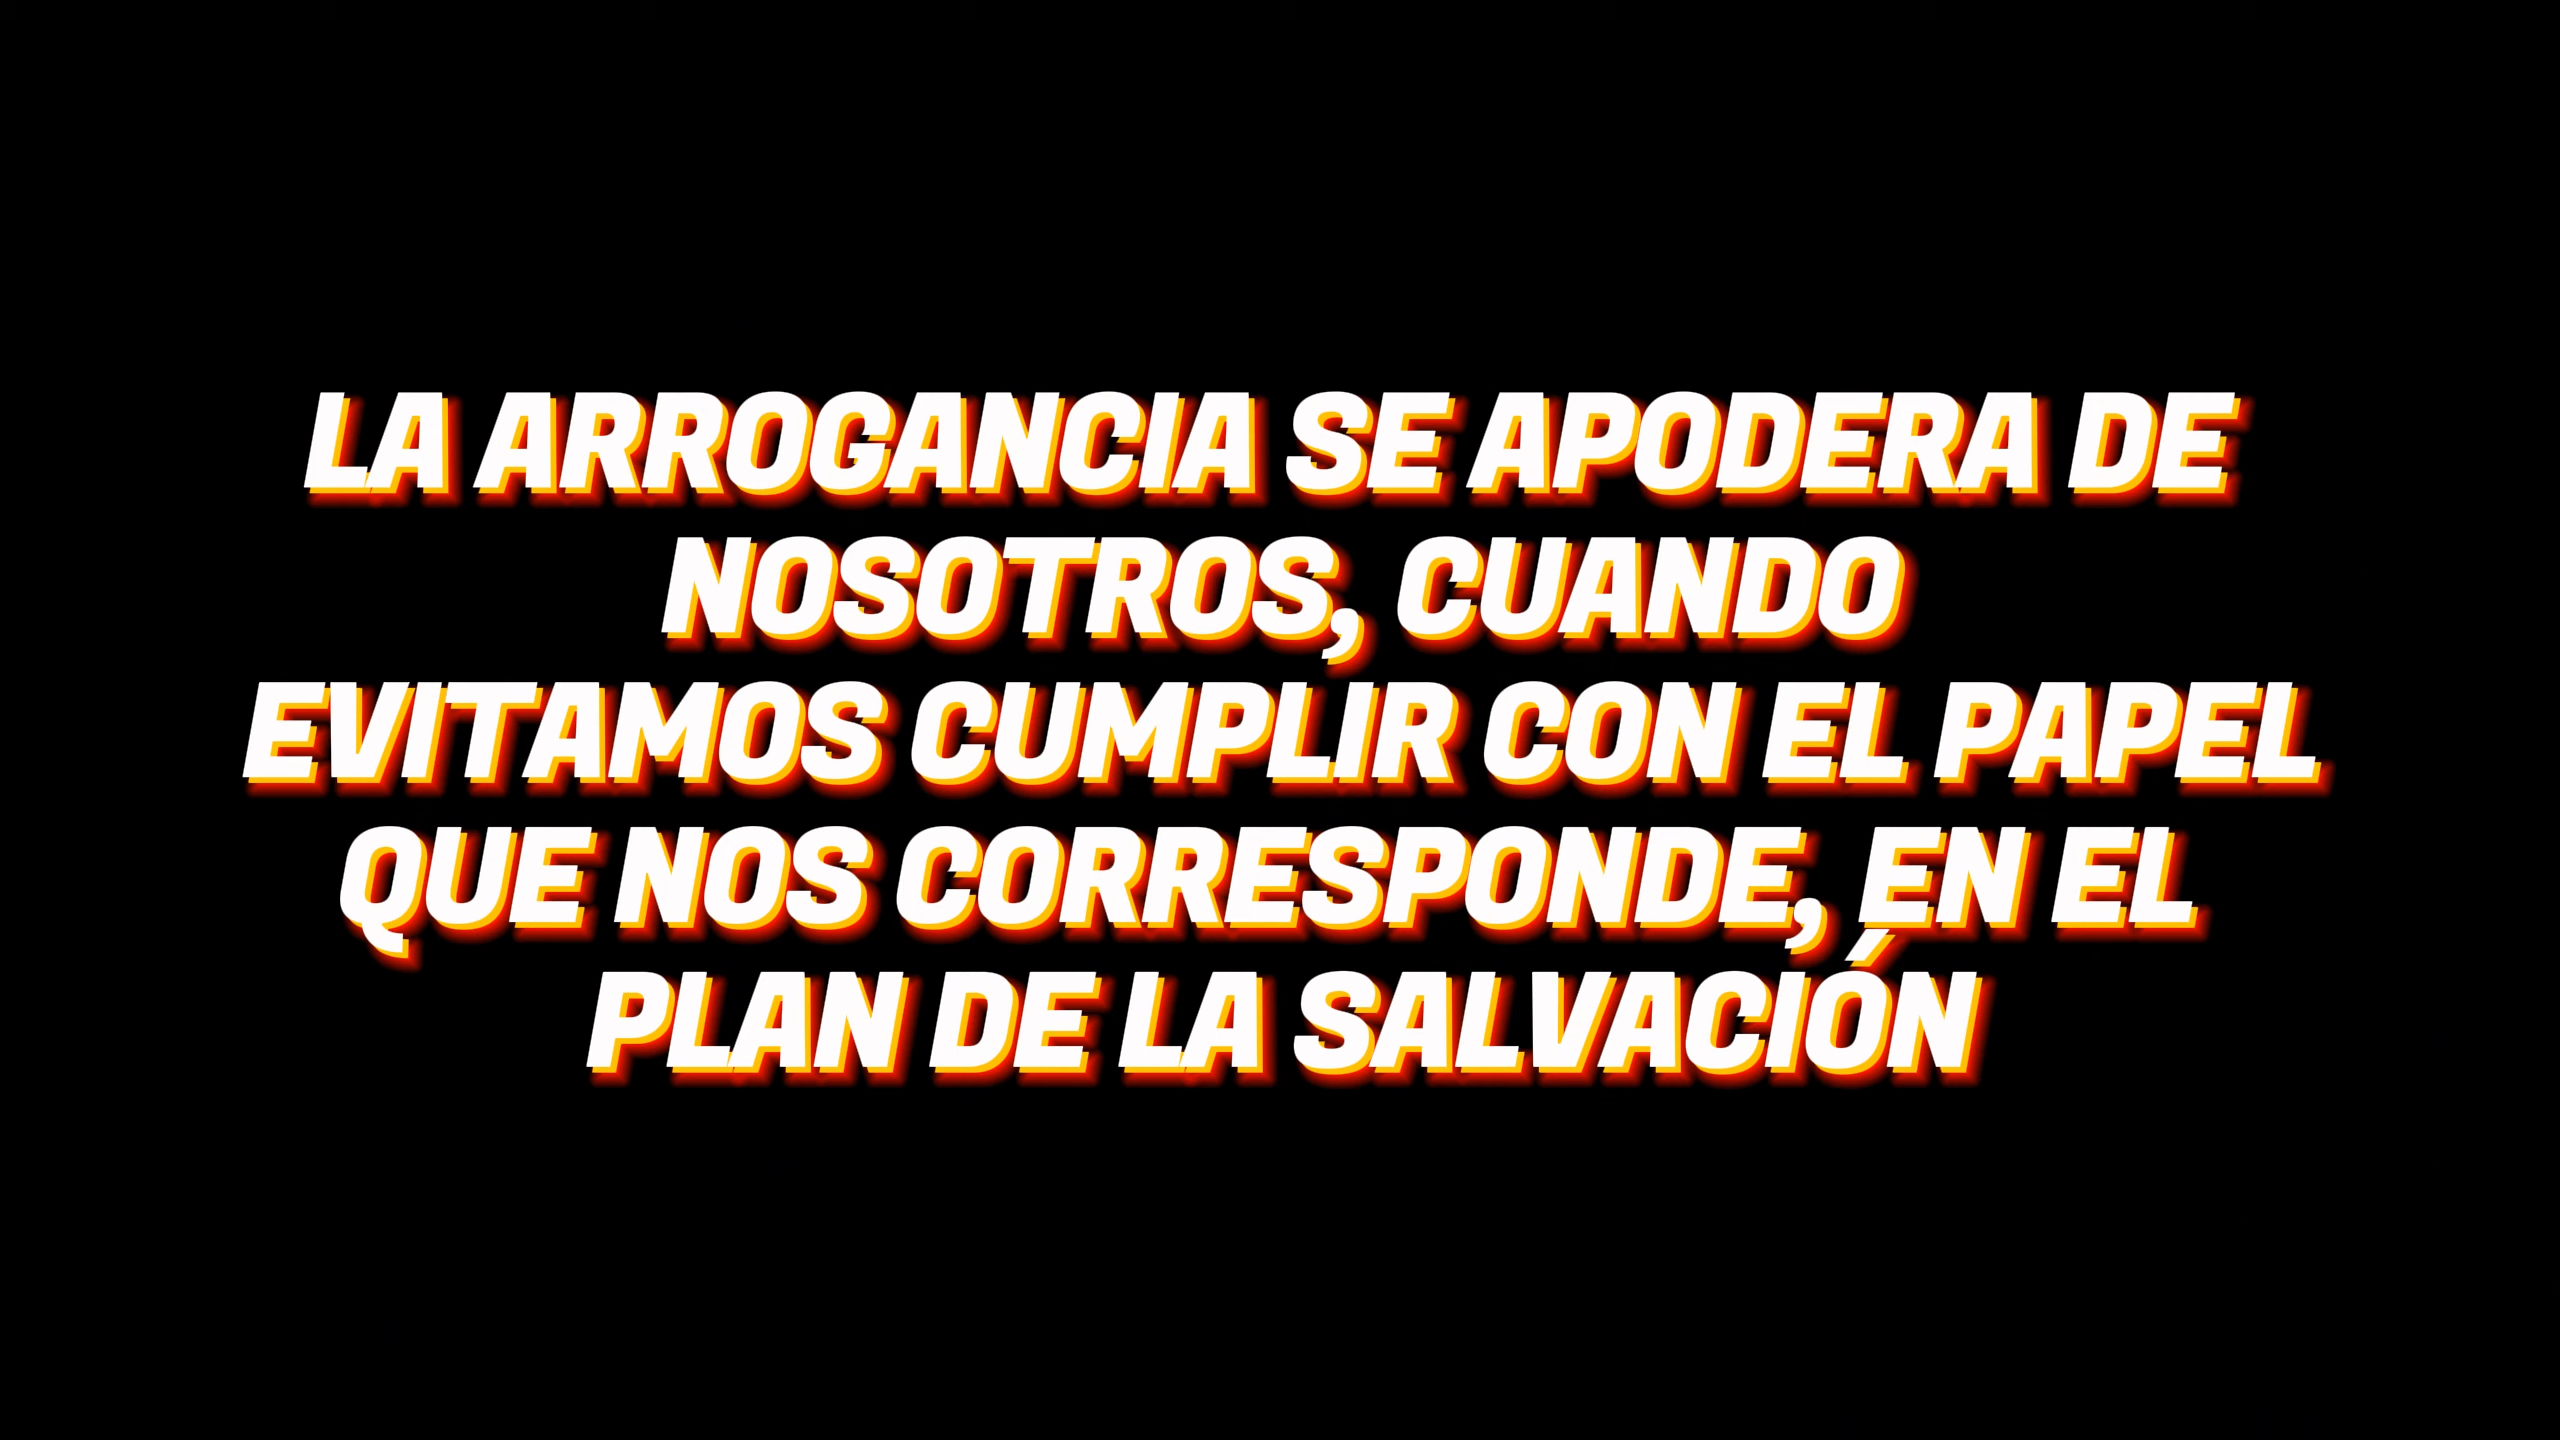 LA ARROGANCIA SE APODERA DE
NOSOTROS, CUANDO
EVITAMOS CUMPLIR CON EL PAPEL
QUE NOS CORRESPONDE, EN EL
PLAN DE LA SALVACIÓN